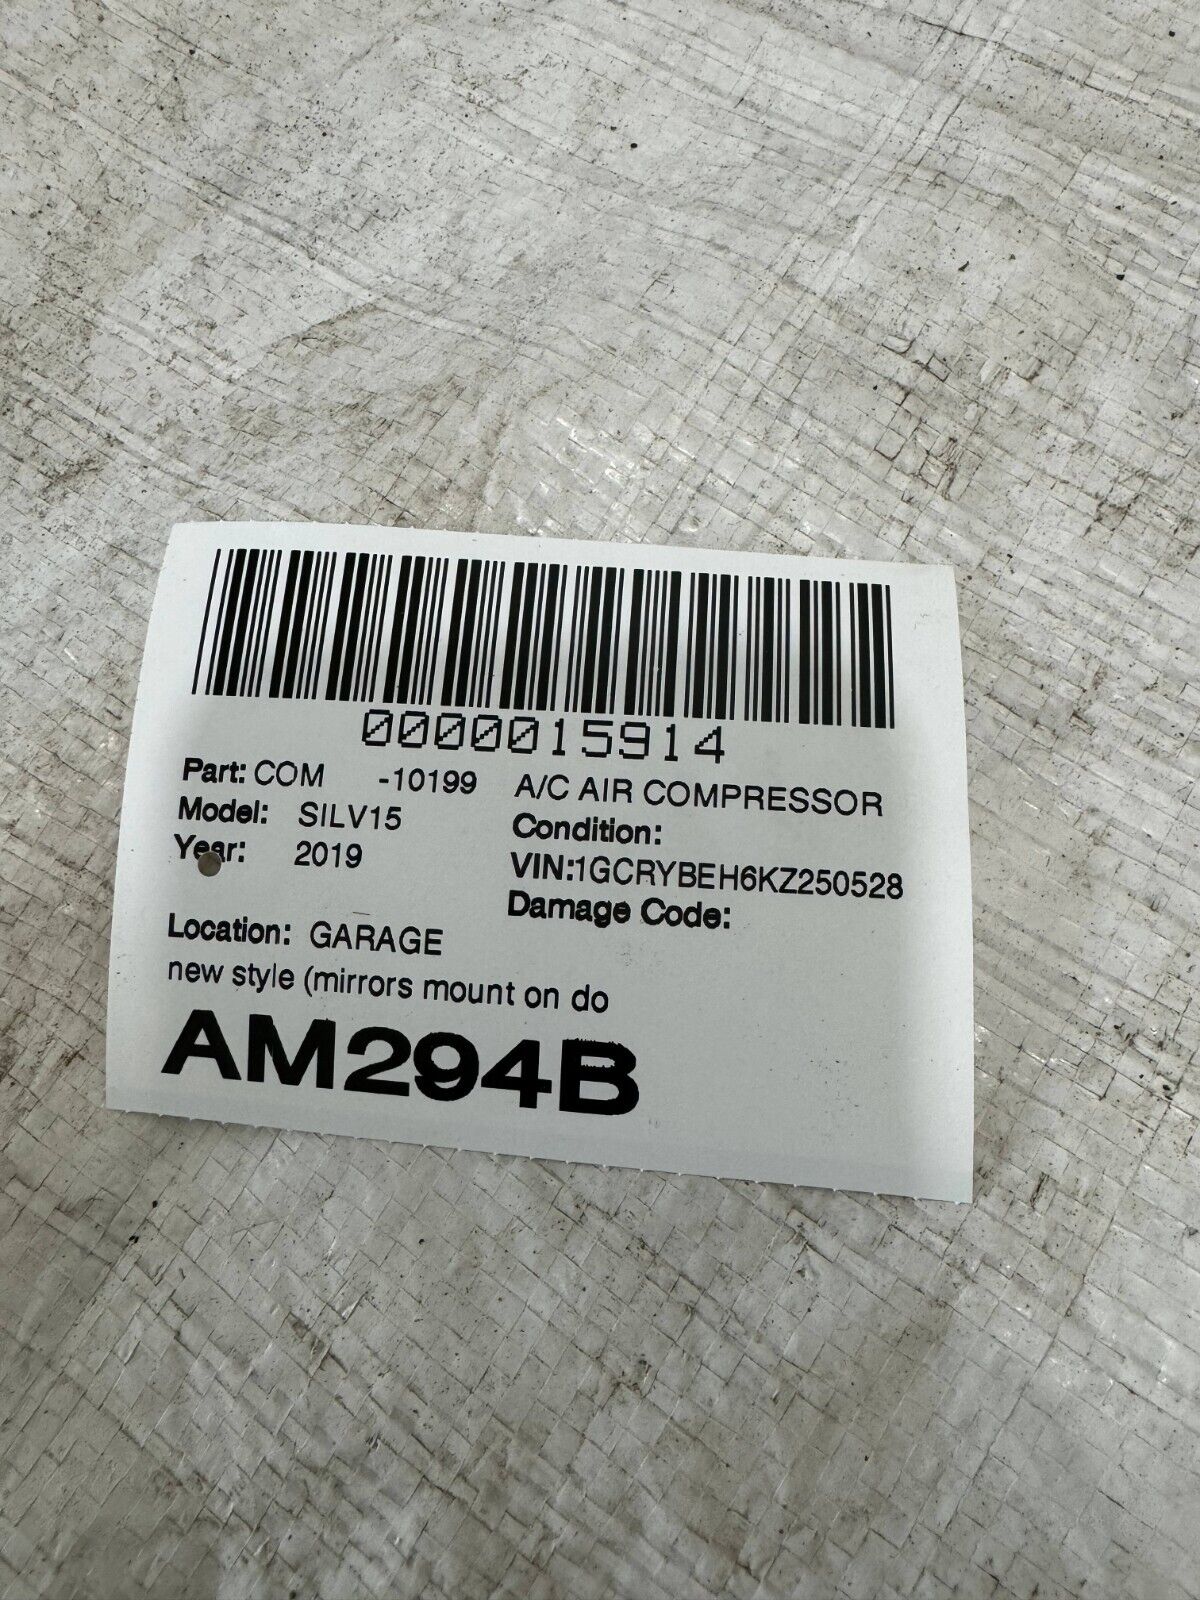 0000015914
Part: COM -10199 A/C AIR COMPRESSOR
Model: SILV15 Condition:
Year: 2019 VIN:1GCRYBEH6KZ250528
Damage Code:
Location: GARAGE
new style (mirrors mount on do
AM294B